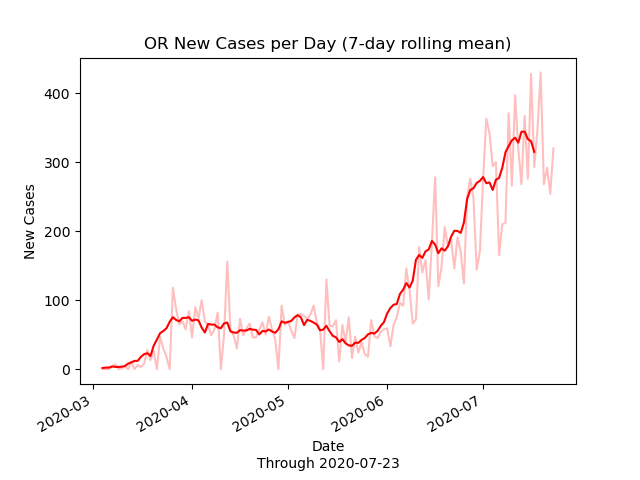 OR New Cases per Day (7-day rolling mean)
400
300
200
100
0
New Cases
2020-03
2020-04
2020-05
2020-06
2020-07
Date
Through 2020-07-23